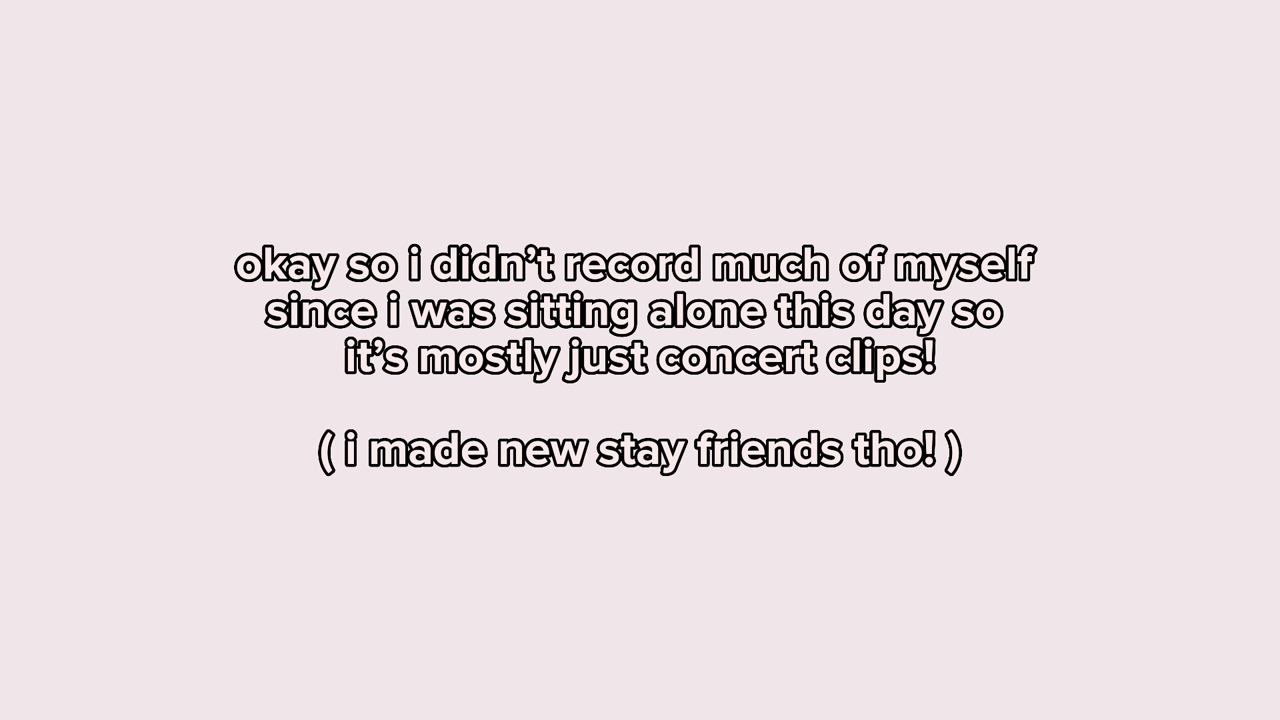 okay so i didn’t record much of myself
since i was sitting alone this day so
it’s mostly just concert clips!
( i made new stay friends tho! )